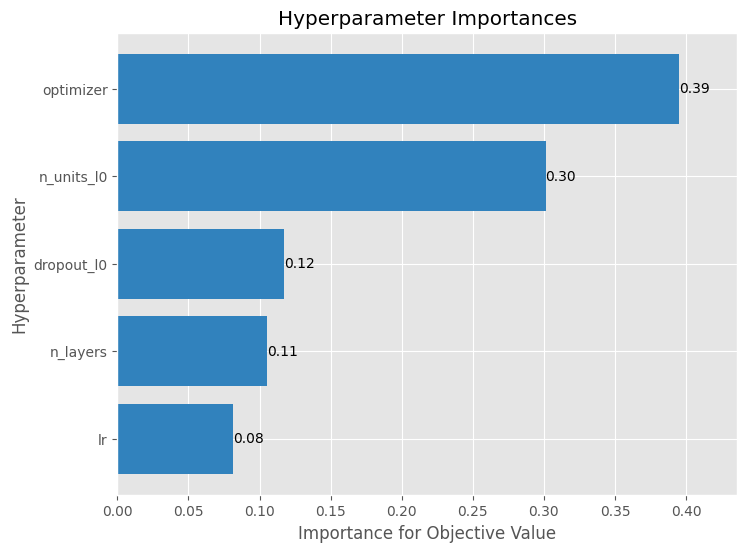 Hyperparameter Importances
Hyperparameter
optimizer
0.39
n_units_l0
0.30
dropout_l0
0.12
n_layers
0.11
lr
0.08
0.00 0.05 0.10 0.15 0.20 0.25 0.30 0.35 0.40
Importance for Objective Value